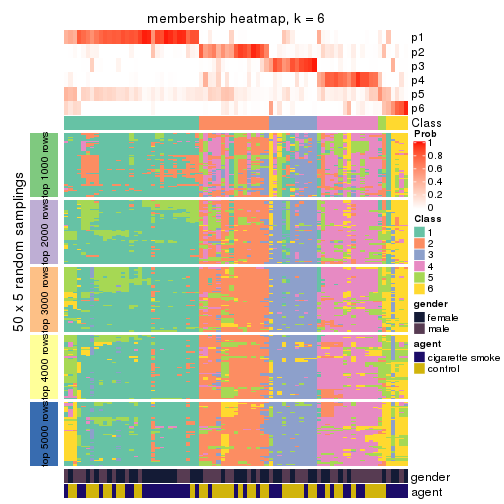 membership heatmap, k = 6
p1
p2
p3
p4
p5
p6
Class
Prob
1
0.8
0.6
0.4
0.2
0
Class
1
2
3
4
5
6
gender
female
male
agent
cigarette smoke
control
50 x 5 random samplings
top 1000 rows
top 2000 rows
top 3000 rows
top 4000 rows
top 5000 rows
gender
agent